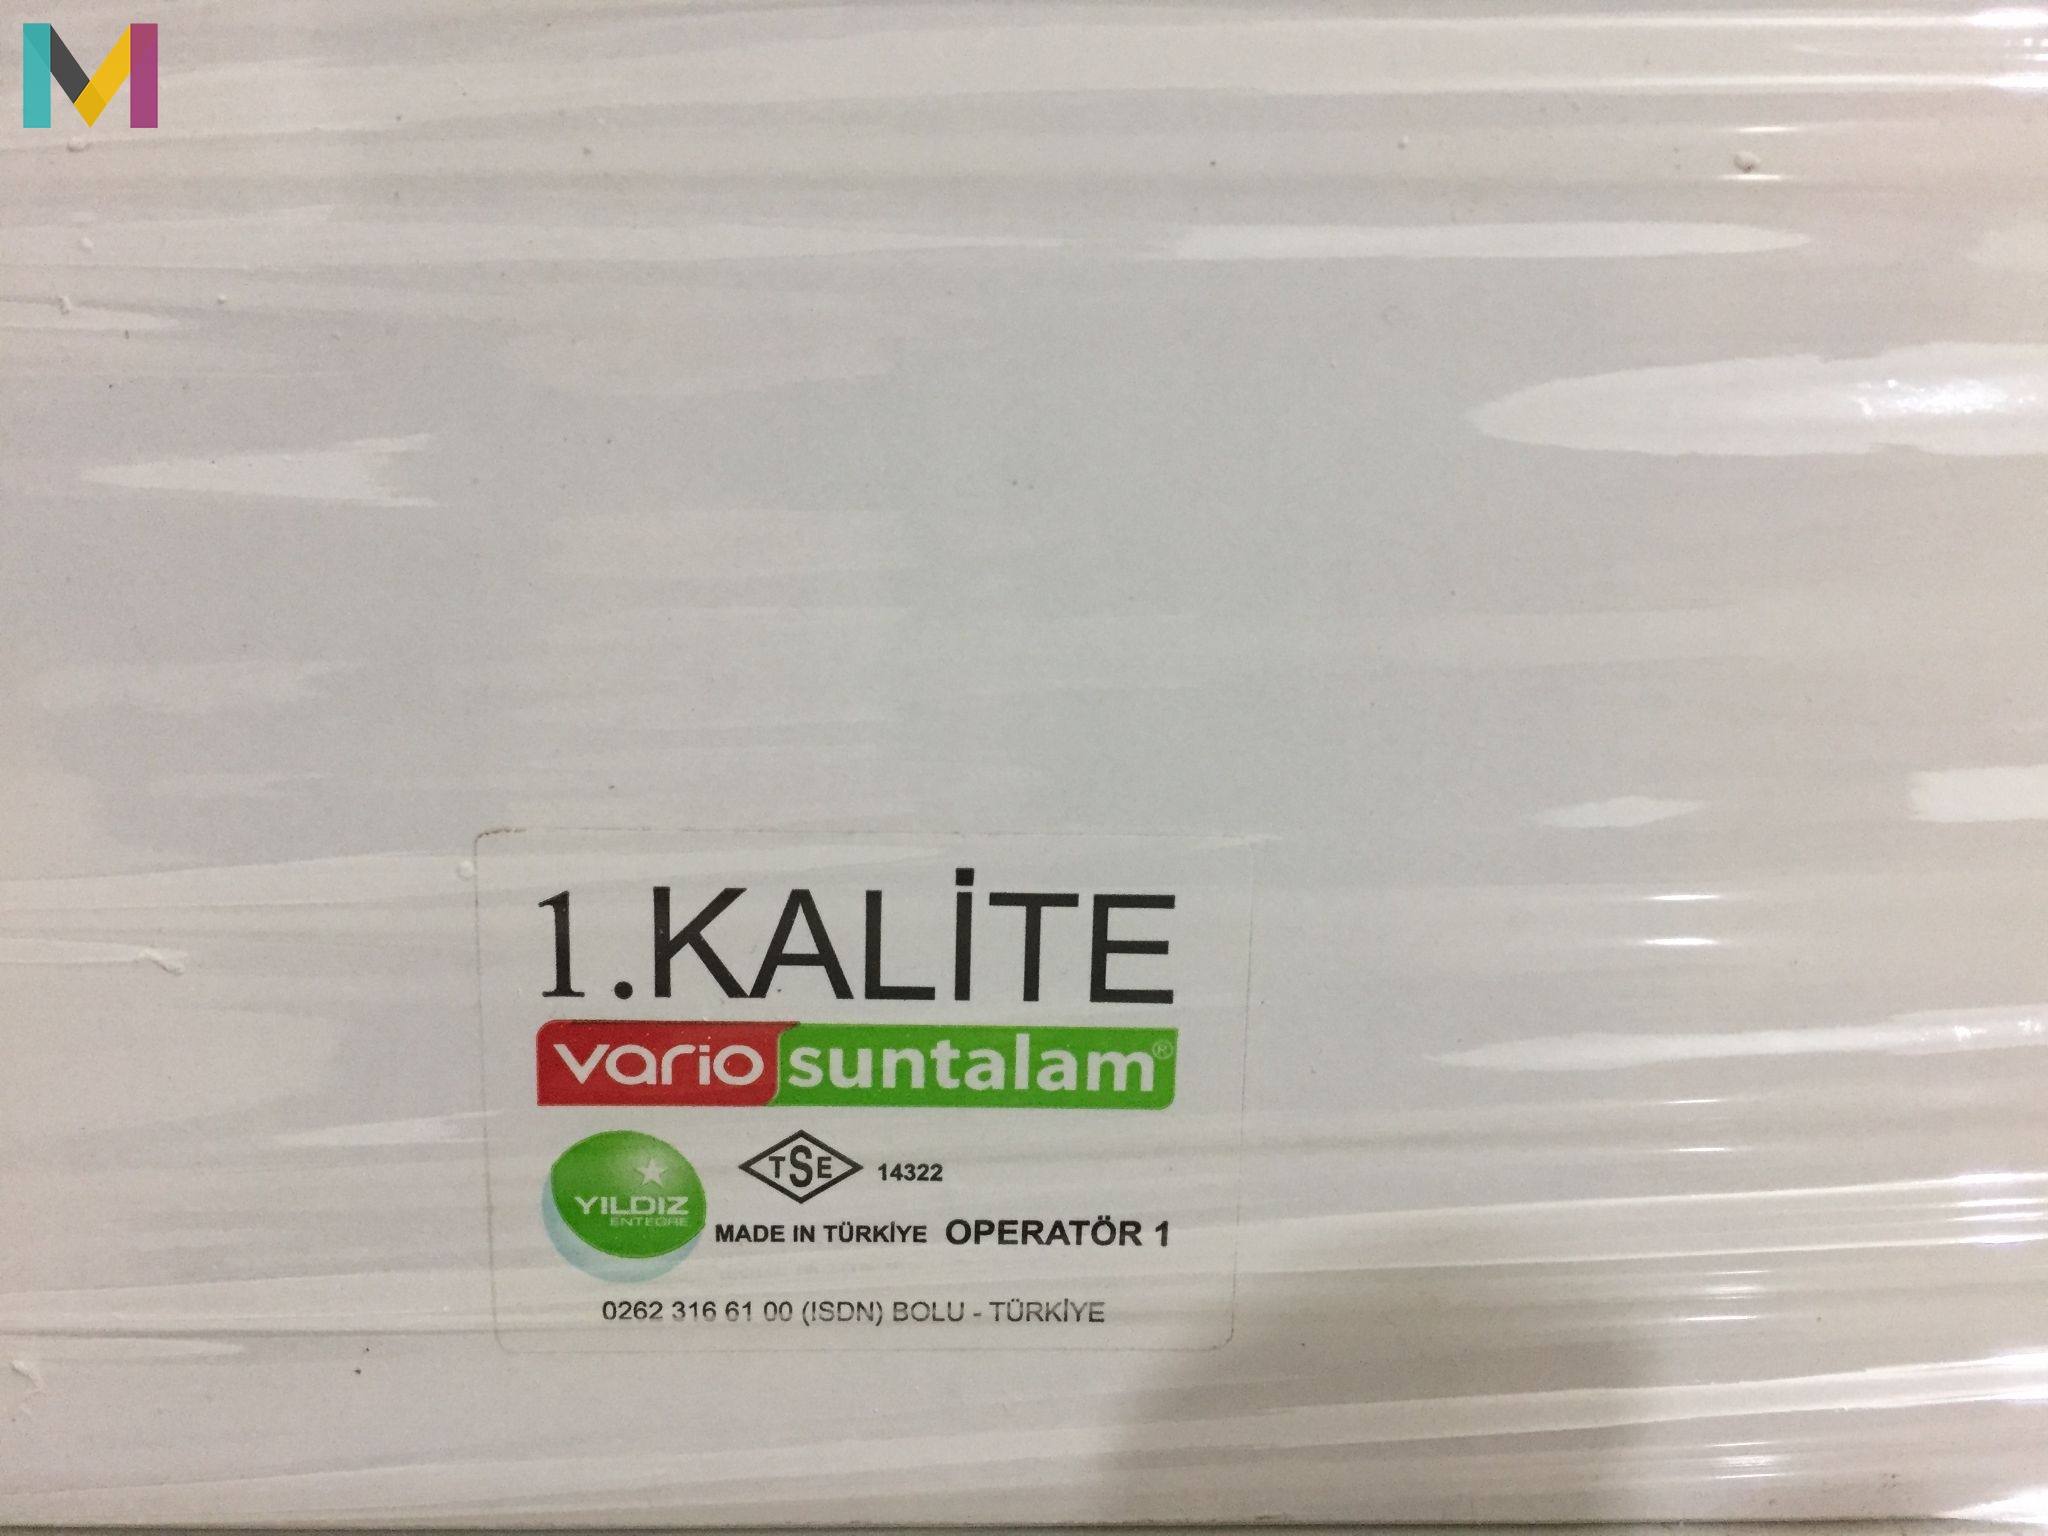 M
1.KALİTE
vario suntalam®
YILDIZ
ENTEGRE
TSE 14322
MADE IN TÜRKİYE OPERATÖR 1
0262 316 61 00 (ISDN) BOLU - TÜRKİYE